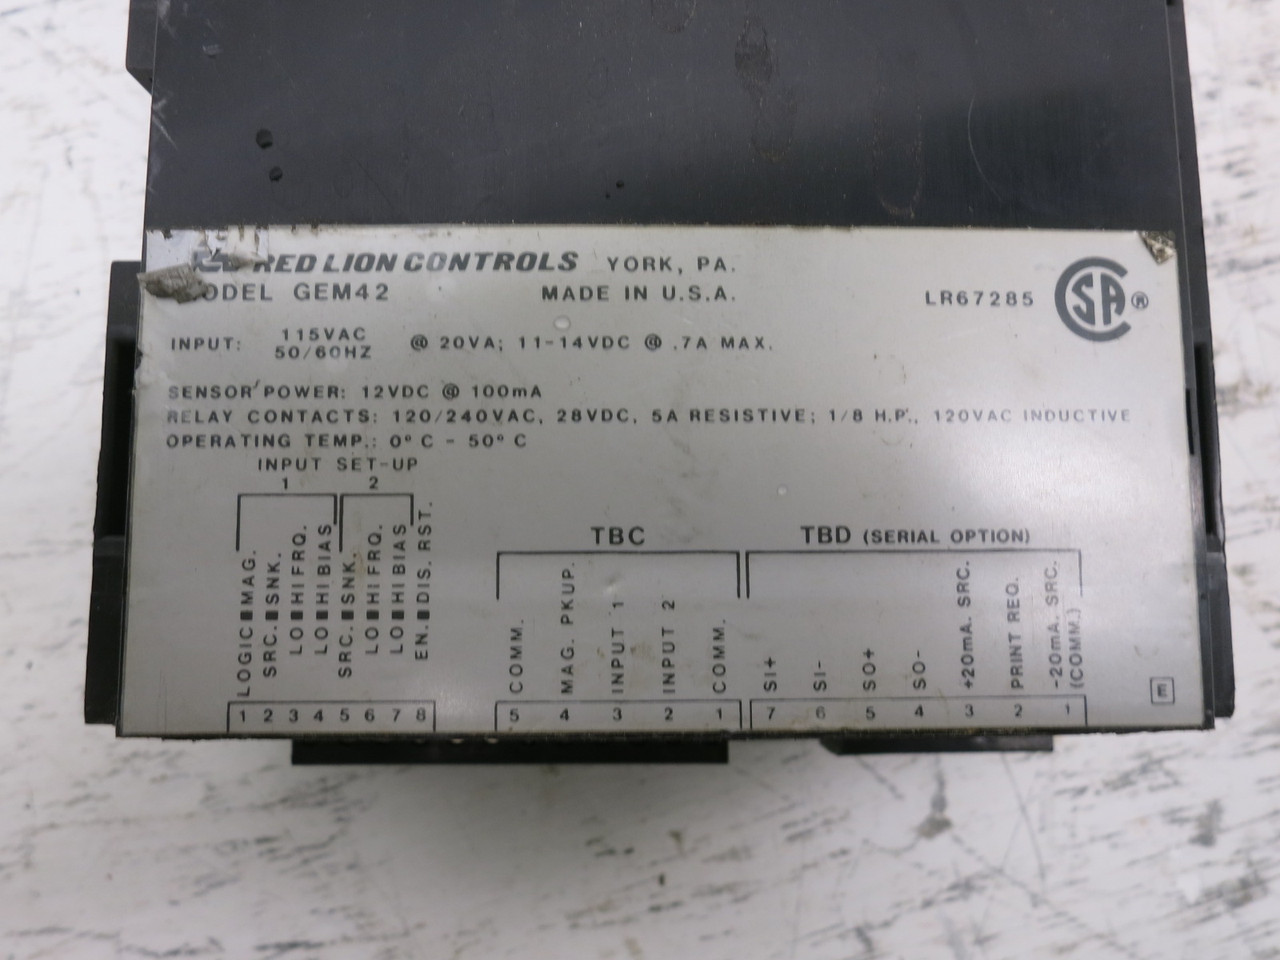 RED LION CONTROLS YORK, PA.
MODEL GEM42 MADE IN U.S.A.
LR67285 SA ®
INPUT: 115VAC 50/60HZ @ 20VA; 11-14VDC @ .7A MAX.
SENSOR POWER: 12VDC @ 100mA
RELAY CONTACTS: 120/240VAC, 28VDC, 5A RESISTIVE; 1/8 H.P., 120VAC INDUCTIVE
OPERATING TEMP.: 0° C - 50° C
INPUT SET-UP
1 2
LOGIC ■ MAG.
SRC. ■ SNK.
LO ■ HI FRQ.
LO ■ HI BIAS
SRC. ■ SNK.
LO ■ HI FRQ.
LO ■ HI BIAS
EN. ■ DIS. RST.
1 2 3 4 5 6 7 8
TBC
COMM.
MAG. PKUP.
INPUT 1
INPUT 2
COMM.
5 4 3 2 1
TBD (SERIAL OPTION)
SI+
SI-
SO+
SO-
+20mA. SRC.
PRINT REQ.
-20mA. SRC.
(COMM.)
7 6 5 4 3 2 1
E